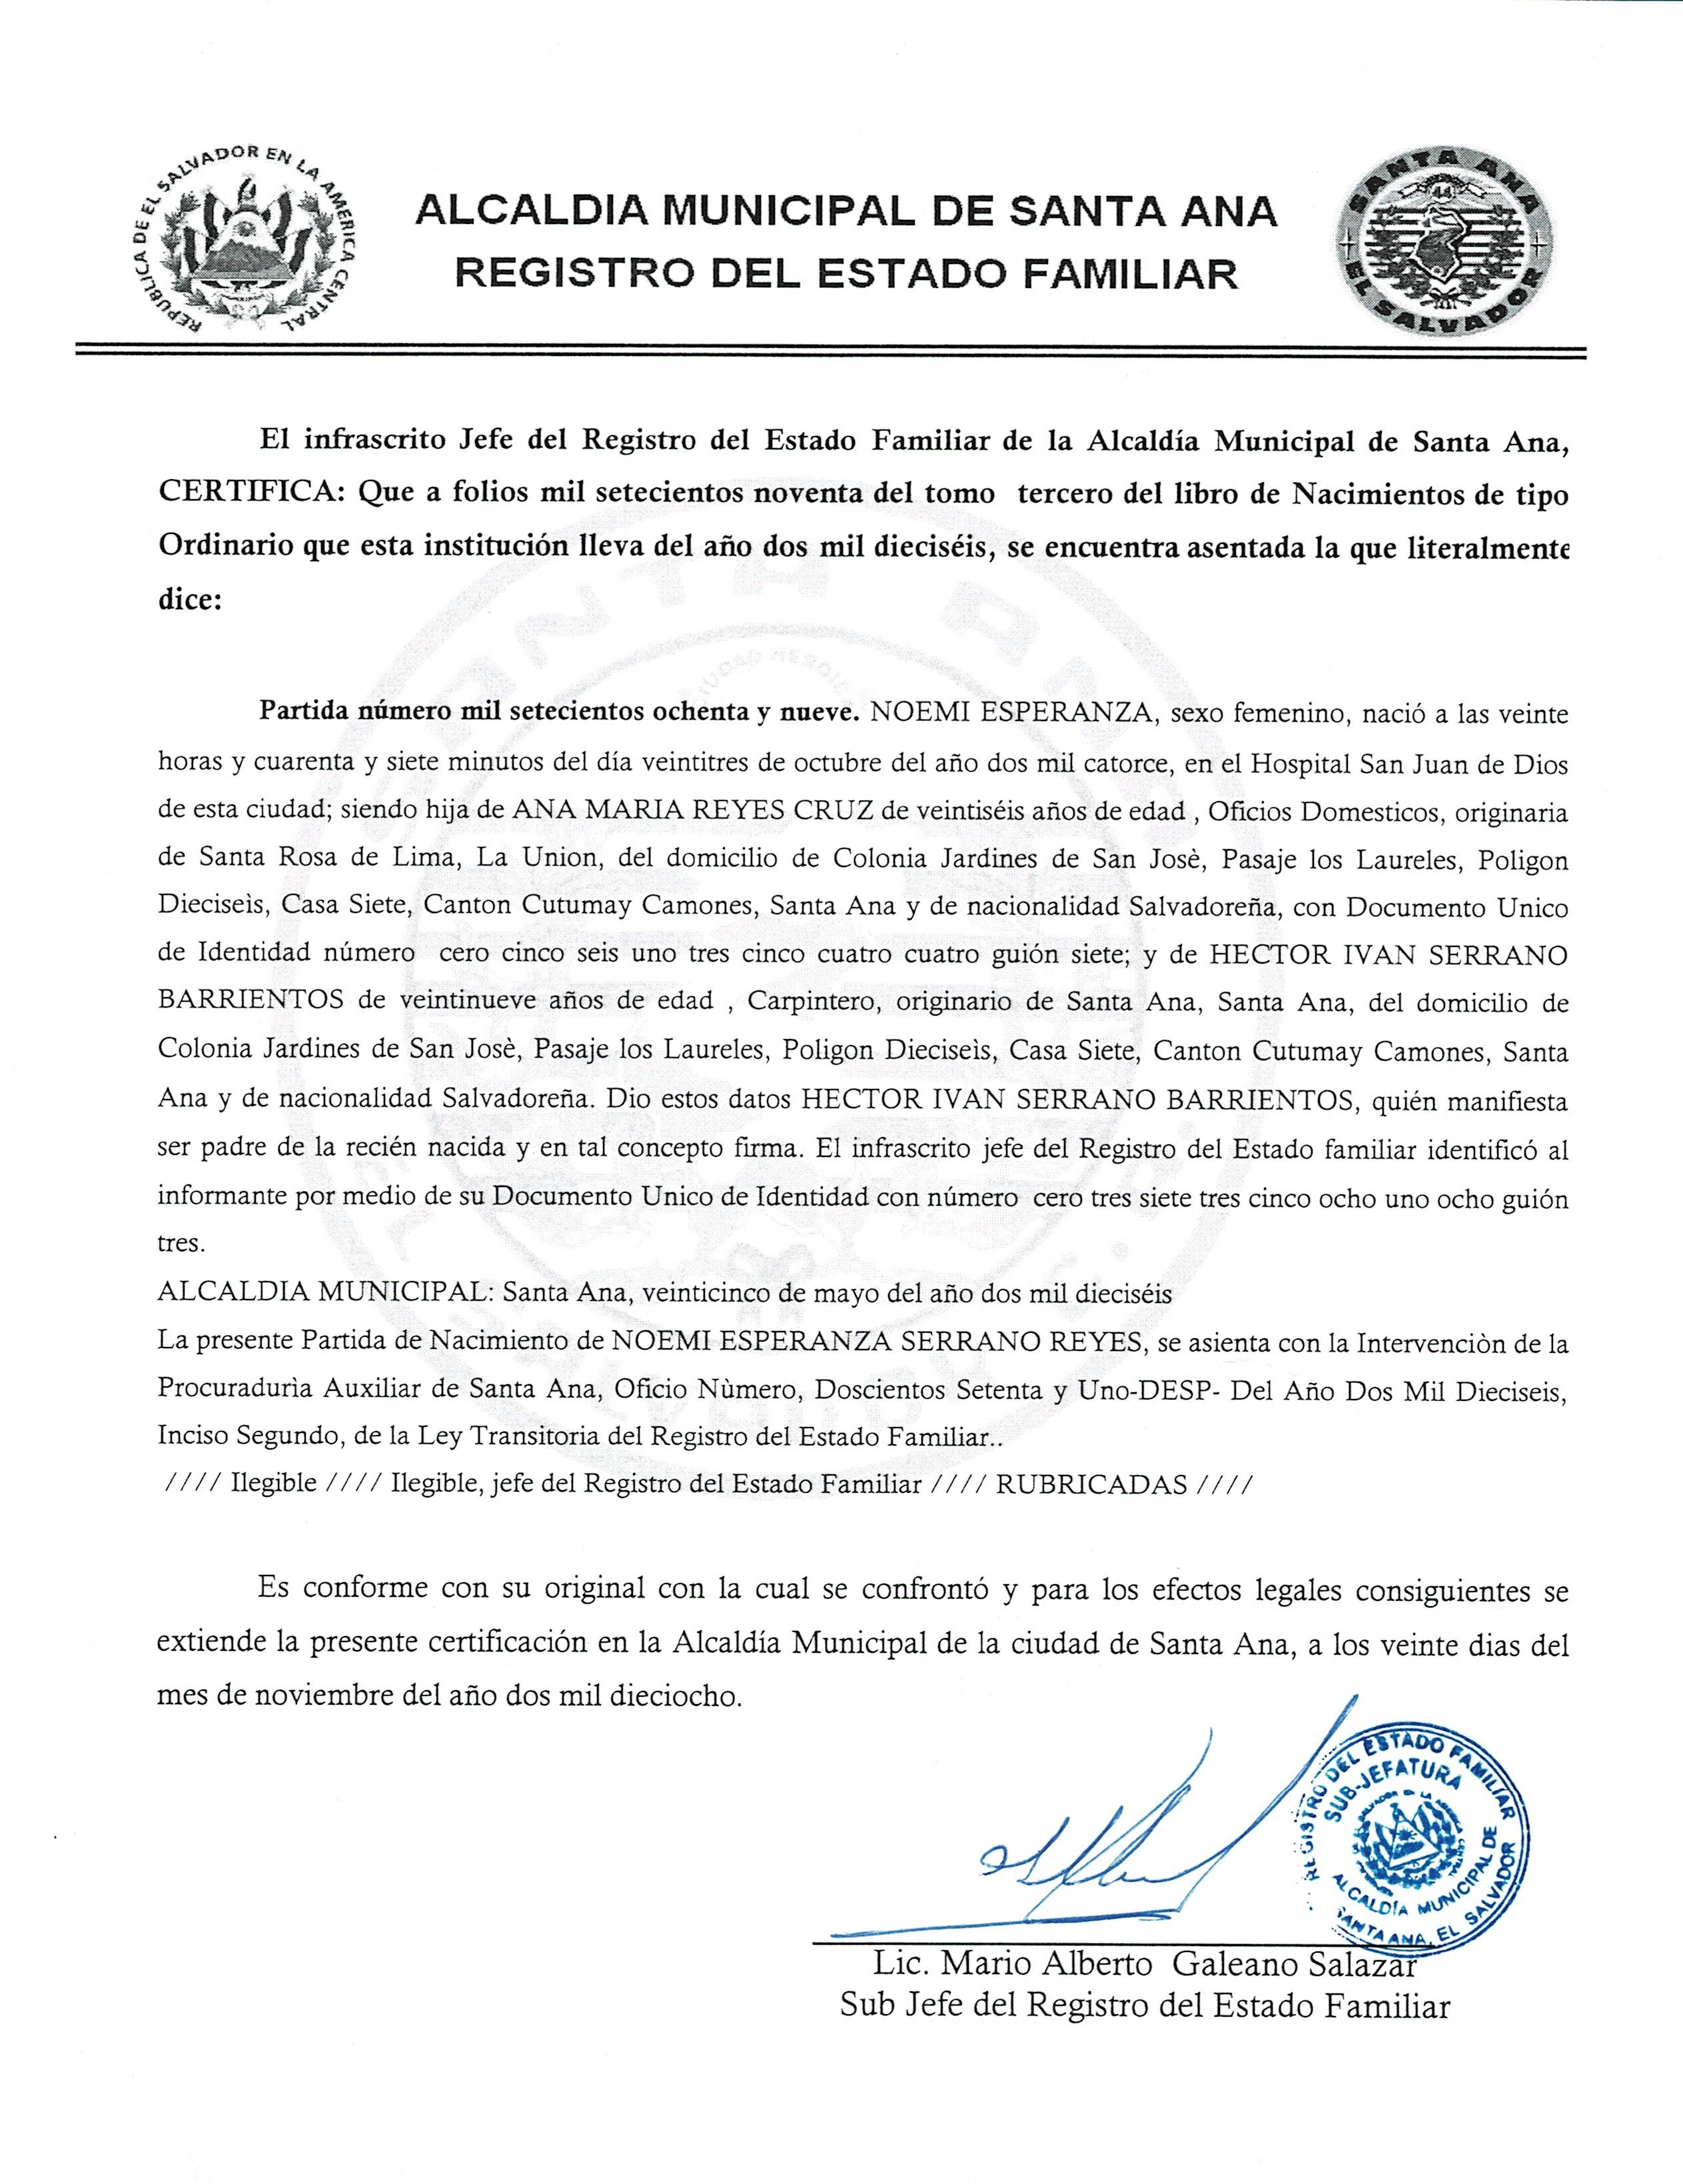 REPUBLICA DE EL SALVADOR EN LA AMERICA CENTRAL
ALCALDIA MUNICIPAL DE SANTA ANA
REGISTRO DEL ESTADO FAMILIAR
SANTA ANA
EL SALVADOR
El infrascrito Jefe del Registro del Estado Familiar de la Alcaldía Municipal de Santa Ana,
CERTIFICA: Que a folios mil setecientos noventa del tomo tercero del libro de Nacimientos de tipo
Ordinario que esta institución lleva del año dos mil dieciséis, se encuentra asentada la que literalmente
dice:
Partida número mil setecientos ochenta y nueve. NOEMI ESPERANZA, sexo femenino, nació a las veinte
horas y cuarenta y siete minutos del día veintitres de octubre del año dos mil catorce, en el Hospital San Juan de Dios
de esta ciudad; siendo hija de ANA MARIA REYES CRUZ de veintiséis años de edad , Oficios Domesticos, originaria
de Santa Rosa de Lima, La Union, del domicilio de Colonia Jardines de San Josè, Pasaje los Laureles, Poligon
Dieciseìs, Casa Siete, Canton Cutumay Camones, Santa Ana y de nacionalidad Salvadoreña, con Documento Unico
de Identidad número cero cinco seis uno tres cinco cuatro cuatro guión siete; y de HECTOR IVAN SERRANO
BARRIENTOS de veintinueve años de edad , Carpintero, originario de Santa Ana, Santa Ana, del domicilio de
Colonia Jardines de San Josè, Pasaje los Laureles, Poligon Dieciseìs, Casa Siete, Canton Cutumay Camones, Santa
Ana y de nacionalidad Salvadoreña. Dio estos datos HECTOR IVAN SERRANO BARRIENTOS, quién manifiesta
ser padre de la recién nacida y en tal concepto firma. El infrascrito jefe del Registro del Estado familiar identificó al
informante por medio de su Documento Unico de Identidad con número cero tres siete tres cinco ocho uno ocho guión
tres.
ALCALDIA MUNICIPAL: Santa Ana, veinticinco de mayo del año dos mil dieciséis
La presente Partida de Nacimiento de NOEMI ESPERANZA SERRANO REYES, se asienta con la Intervenciòn de la
Procuradurìa Auxiliar de Santa Ana, Oficio Nùmero, Doscientos Setenta y Uno-DESP- Del Año Dos Mil Dieciseis,
Inciso Segundo, de la Ley Transitoria del Registro del Estado Familiar..
//// Ilegible //// Ilegible, jefe del Registro del Estado Familiar //// RUBRICADAS ////
Es conforme con su original con la cual se confrontó y para los efectos legales consiguientes se
extiende la presente certificación en la Alcaldía Municipal de la ciudad de Santa Ana, a los veinte dias del
mes de noviembre del año dos mil dieciocho.
REGISTRO DEL ESTADO FAMILIAR
SUB-JEFATURA
ALCALDÍA MUNICIPAL DE
SANTA ANA, EL SALVADOR
Lic. Mario Alberto Galeano Salazar
Sub Jefe del Registro del Estado Familiar